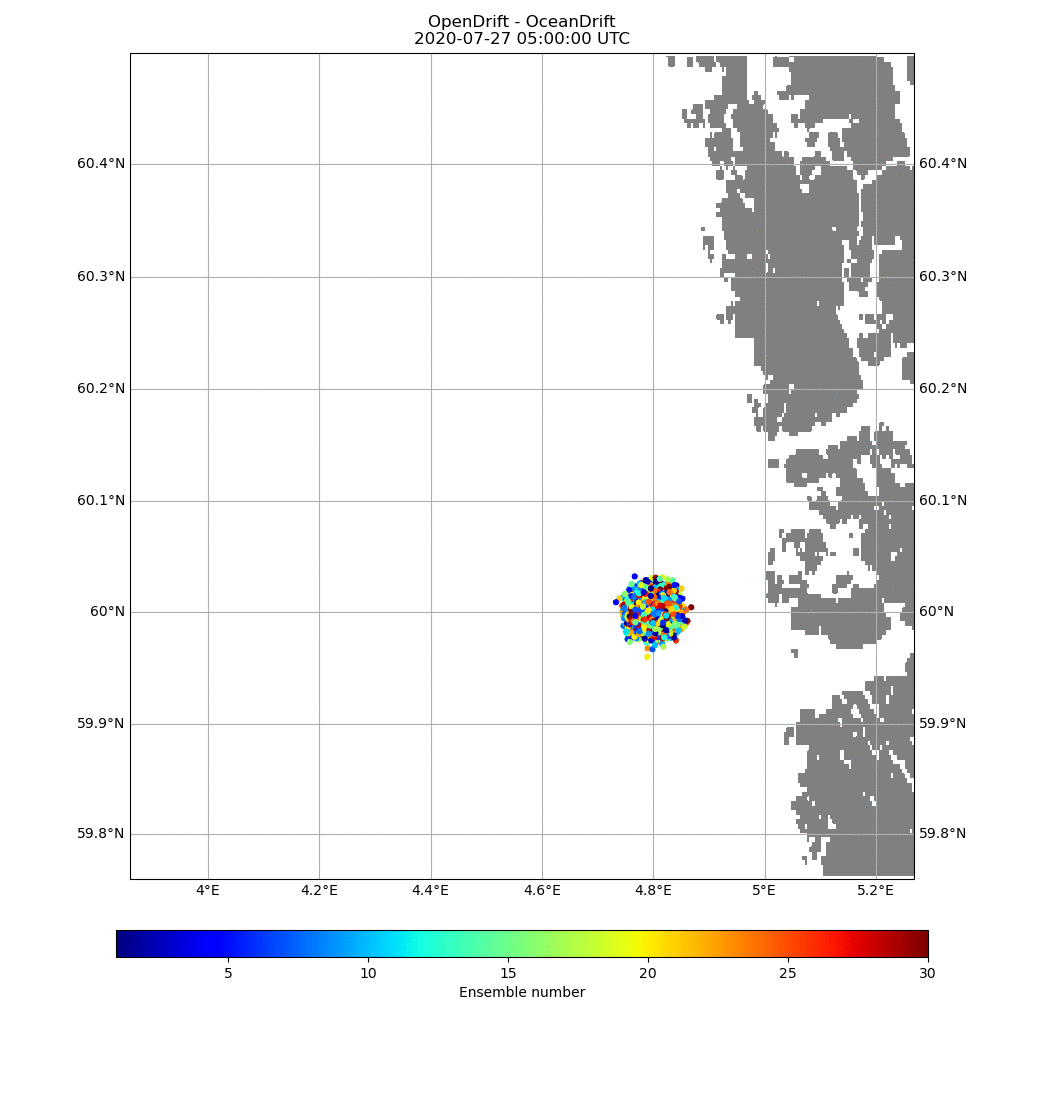 OpenDrift - OceanDrift
2020-07-27 05:00:00 UTC
60.4°N 60.4°N
60.3°N 60.3°N
60.2°N 60.2°N
60.1°N 60.1°N
60°N 60°N
59.9°N 59.9°N
59.8°N 59.8°N
4°E 4.2°E 4.4°E 4.6°E 4.8°E 5°E 5.2°E
5 10 15 20 25 30
Ensemble number